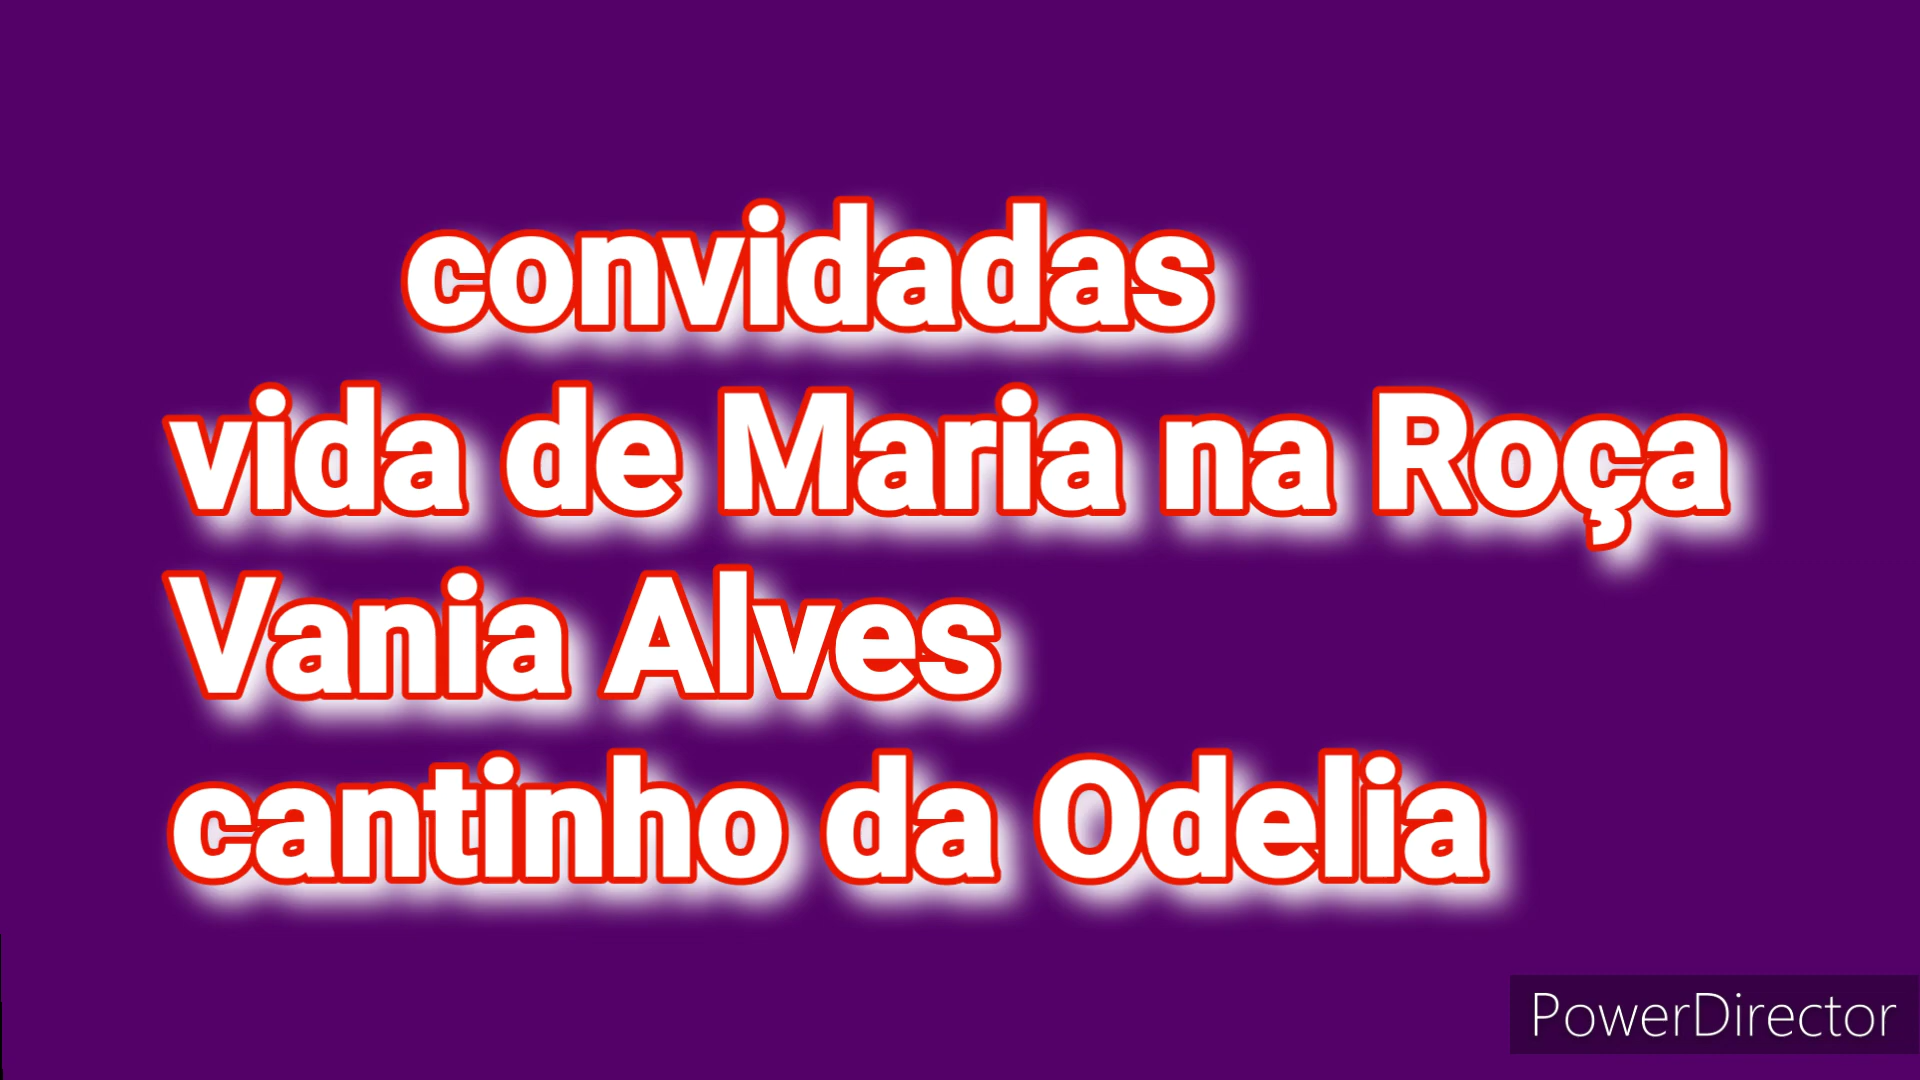 convidadas
vida de Maria na Roça
Vania Alves
cantinho da Odelia
PowerDirector